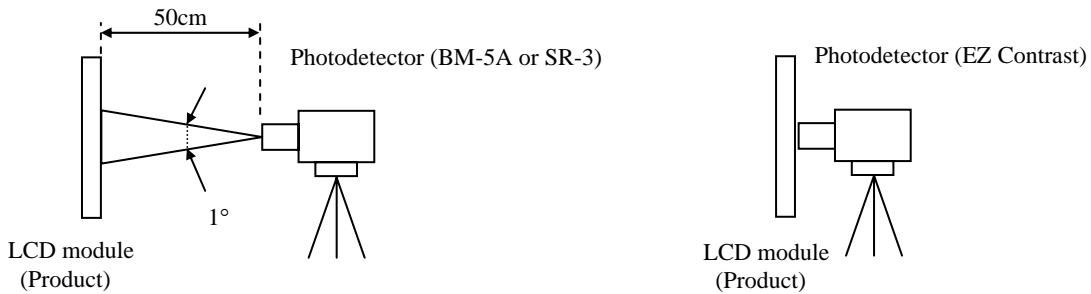 50cm
Photodetector (BM-5A or SR-3)
1°
LCD module
(Product)
Photodetector (EZ Contrast)
LCD module
(Product)